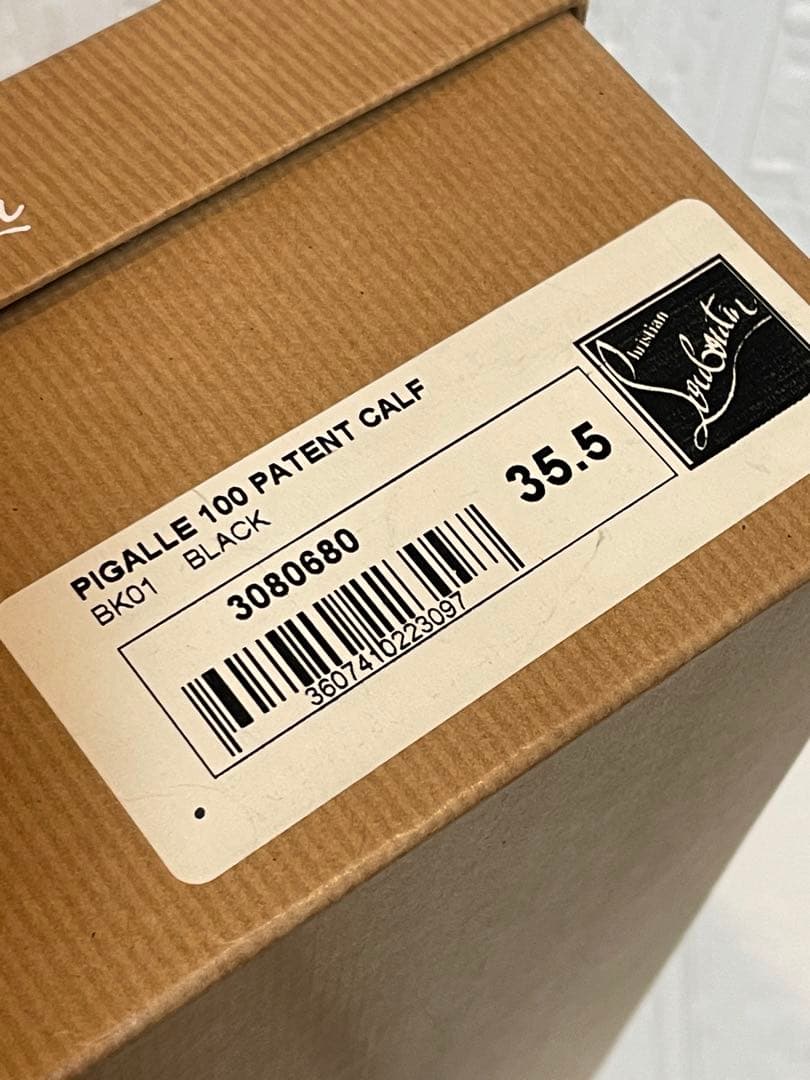 Christian
Louboutin
PIGALLE 100 PATENT CALF
BK01 BLACK
3080680
35.5
3607410223097